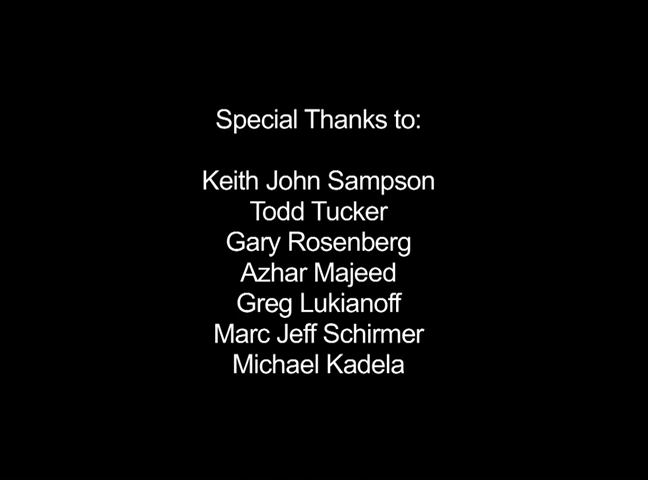 Special Thanks to:
Keith John Sampson
Todd Tucker
Gary Rosenberg
Azhar Majeed
Greg Lukianoff
Marc Jeff Schirmer
Michael Kadela